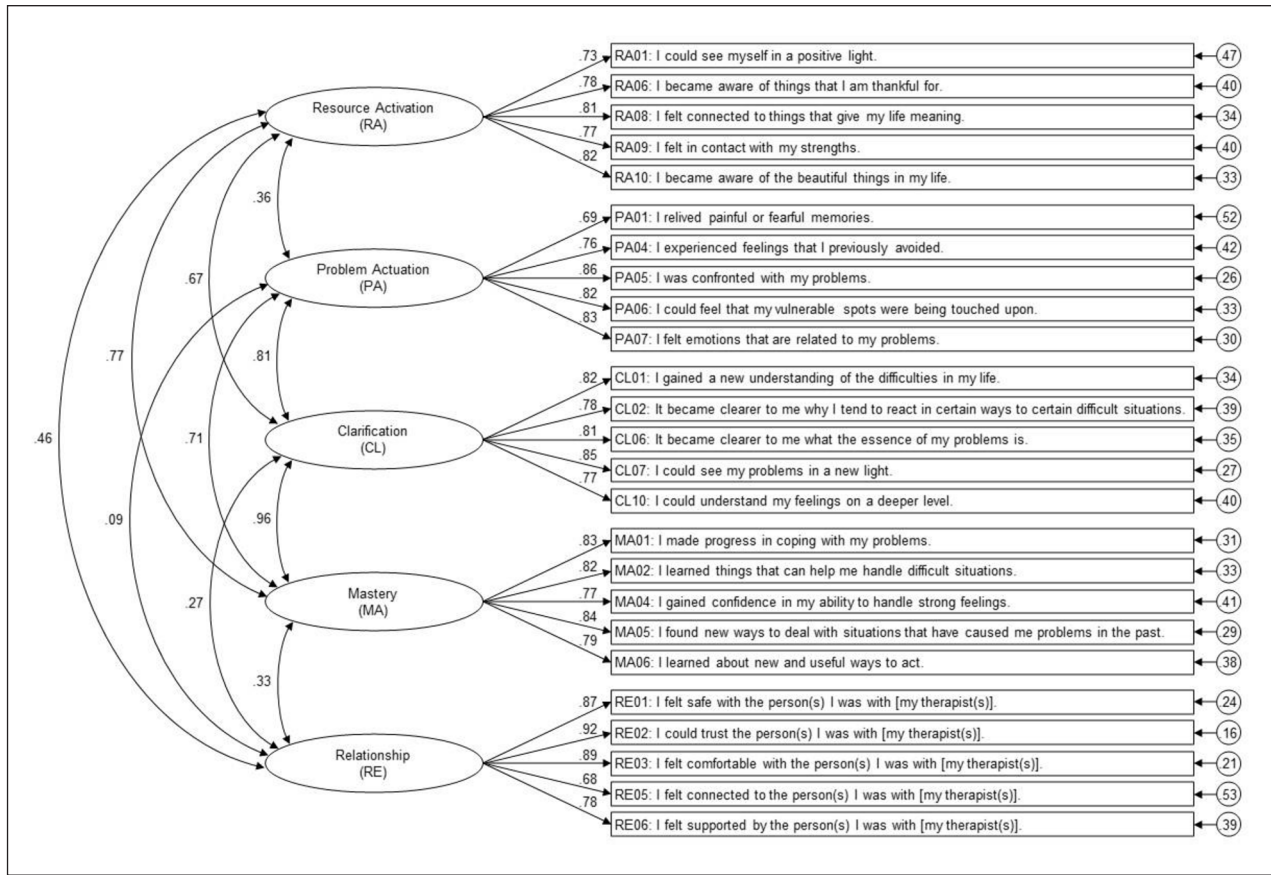 Resource Activation
(RA)
.73
RA01: I could see myself in a positive light.
.47
.78
RA06: I became aware of things that I am thankful for.
.40
.81
RA08: I felt connected to things that give my life meaning.
.34
.77
RA09: I felt in contact with my strengths.
.40
.82
RA10: I became aware of the beautiful things in my life.
.33
.36
Problem Actuation
(PA)
.69
PA01: I relived painful or fearful memories.
.52
.76
PA04: I experienced feelings that I previously avoided.
.42
.86
PA05: I was confronted with my problems.
.26
.82
PA06: I could feel that my vulnerable spots were being touched upon.
.33
.83
PA07: I felt emotions that are related to my problems.
.30
.67
.77
.81
Clarification
(CL)
.82
CL01: I gained a new understanding of the difficulties in my life.
.34
.78
CL02: It became clearer to me why I tend to react in certain ways to certain difficult situations.
.39
.81
CL06: It became clearer to me what the essence of my problems is.
.35
.85
CL07: I could see my problems in a new light.
.27
.77
CL10: I could understand my feelings on a deeper level.
.40
.46
.71
.09
.96
Mastery
(MA)
.83
MA01: I made progress in coping with my problems.
.31
.82
MA02: I learned things that can help me handle difficult situations.
.33
.77
MA04: I gained confidence in my ability to handle strong feelings.
.41
.84
MA05: I found new ways to deal with situations that have caused me problems in the past.
.29
.79
MA06: I learned about new and useful ways to act.
.38
.27
.33
Relationship
(RE)
.87
RE01: I felt safe with the person(s) I was with [my therapist(s)].
.24
.92
RE02: I could trust the person(s) I was with [my therapist(s)].
.16
.89
RE03: I felt comfortable with the person(s) I was with [my therapist(s)].
.21
.68
RE05: I felt connected to the person(s) I was with [my therapist(s)].
.53
.78
RE06: I felt supported by the person(s) I was with [my therapist(s)].
.39